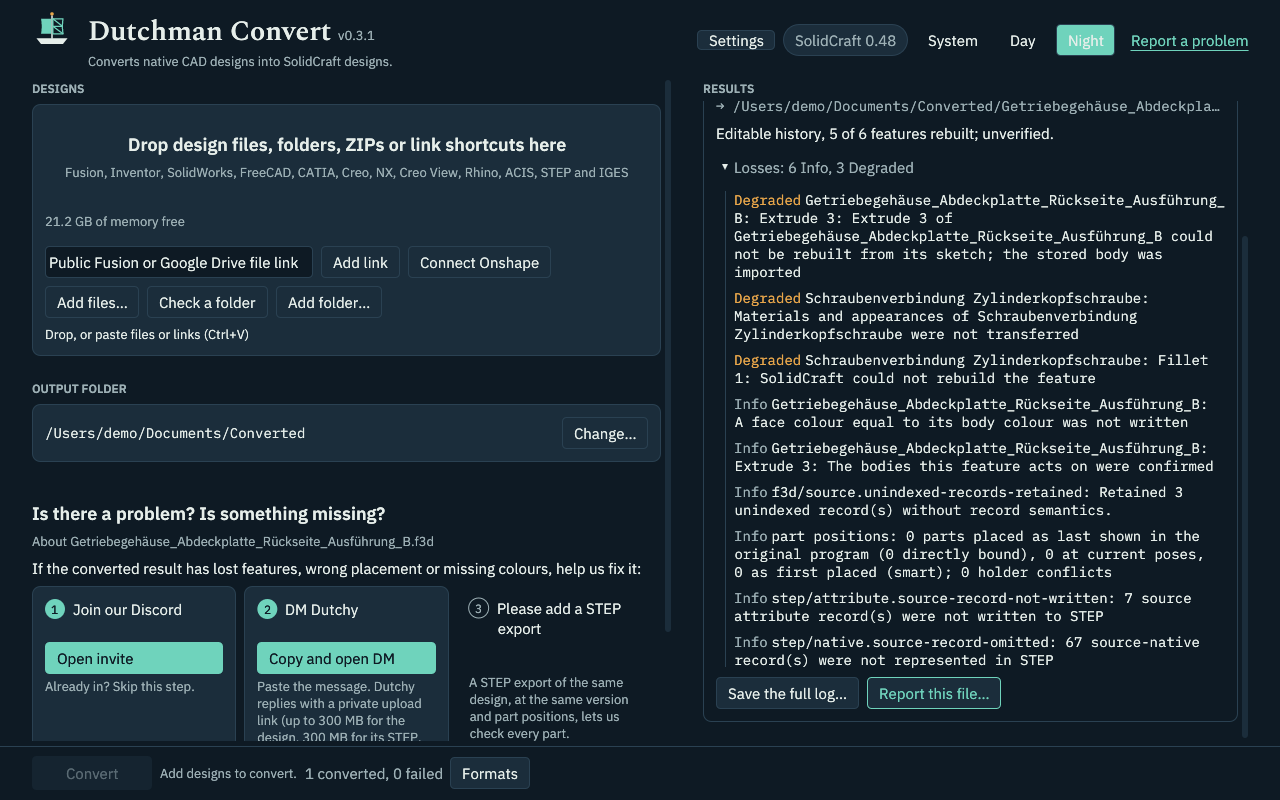 Dutchman Convert v0.3.1
Converts native CAD designs into SolidCraft designs.
Settings
SolidCraft 0.48
System
Day
Night
Report a problem
DESIGNS
Drop design files, folders, ZIPs or link shortcuts here
Fusion, Inventor, SolidWorks, FreeCAD, CATIA, Creo, NX, Creo View, Rhino, ACIS, STEP and IGES
21.2 GB of memory free
Public Fusion or Google Drive file link
Add link
Connect Onshape
Add files…
Check a folder
Add folder…
Drop, or paste files or links (Ctrl+V)
OUTPUT FOLDER
/Users/demo/Documents/Converted
Change…
Is there a problem? Is something missing?
About Getriebegehäuse_Abdeckplatte_Rückseite_Ausführung_B.f3d
If the converted result has lost features, wrong placement or missing colours, help us fix it:
1 Join our Discord
Open invite
Already in? Skip this step.
2 DM Dutchy
Copy and open DM
Paste the message. Dutchy
replies with a private upload
link (up to 300 MB for the
design, 300 MB for its STEP,
3 Please add a STEP
export
A STEP export of the same
design, at the same version
and part positions, lets us
check every part.
RESULTS
→ /Users/demo/Documents/Converted/Getriebegehäuse_Abdeckpla…
Editable history, 5 of 6 features rebuilt; unverified.
▼ Losses: 6 Info, 3 Degraded
Degraded Getriebegehäuse_Abdeckplatte_Rückseite_Ausführung_
B: Extrude 3: Extrude 3 of
Getriebegehäuse_Abdeckplatte_Rückseite_Ausführung_B could
not be rebuilt from its sketch; the stored body was
imported
Degraded Schraubenverbindung Zylinderkopfschraube:
Materials and appearances of Schraubenverbindung
Zylinderkopfschraube were not transferred
Degraded Schraubenverbindung Zylinderkopfschraube: Fillet
1: SolidCraft could not rebuild the feature
Info Getriebegehäuse_Abdeckplatte_Rückseite_Ausführung_B:
A face colour equal to its body colour was not written
Info Getriebegehäuse_Abdeckplatte_Rückseite_Ausführung_B:
Extrude 3: The bodies this feature acts on were confirmed
Info f3d/source.unindexed-records-retained: Retained 3
unindexed record(s) without record semantics.
Info part positions: 0 parts placed as last shown in the
original program (0 directly bound), 0 at current poses,
0 as first placed (smart); 0 holder conflicts
Info step/attribute.source-record-not-written: 7 source
attribute record(s) were not written to STEP
Info step/native.source-record-omitted: 67 source-native
record(s) were not represented in STEP
Save the full log…
Report this file…
Convert
Add designs to convert.
1 converted, 0 failed
Formats